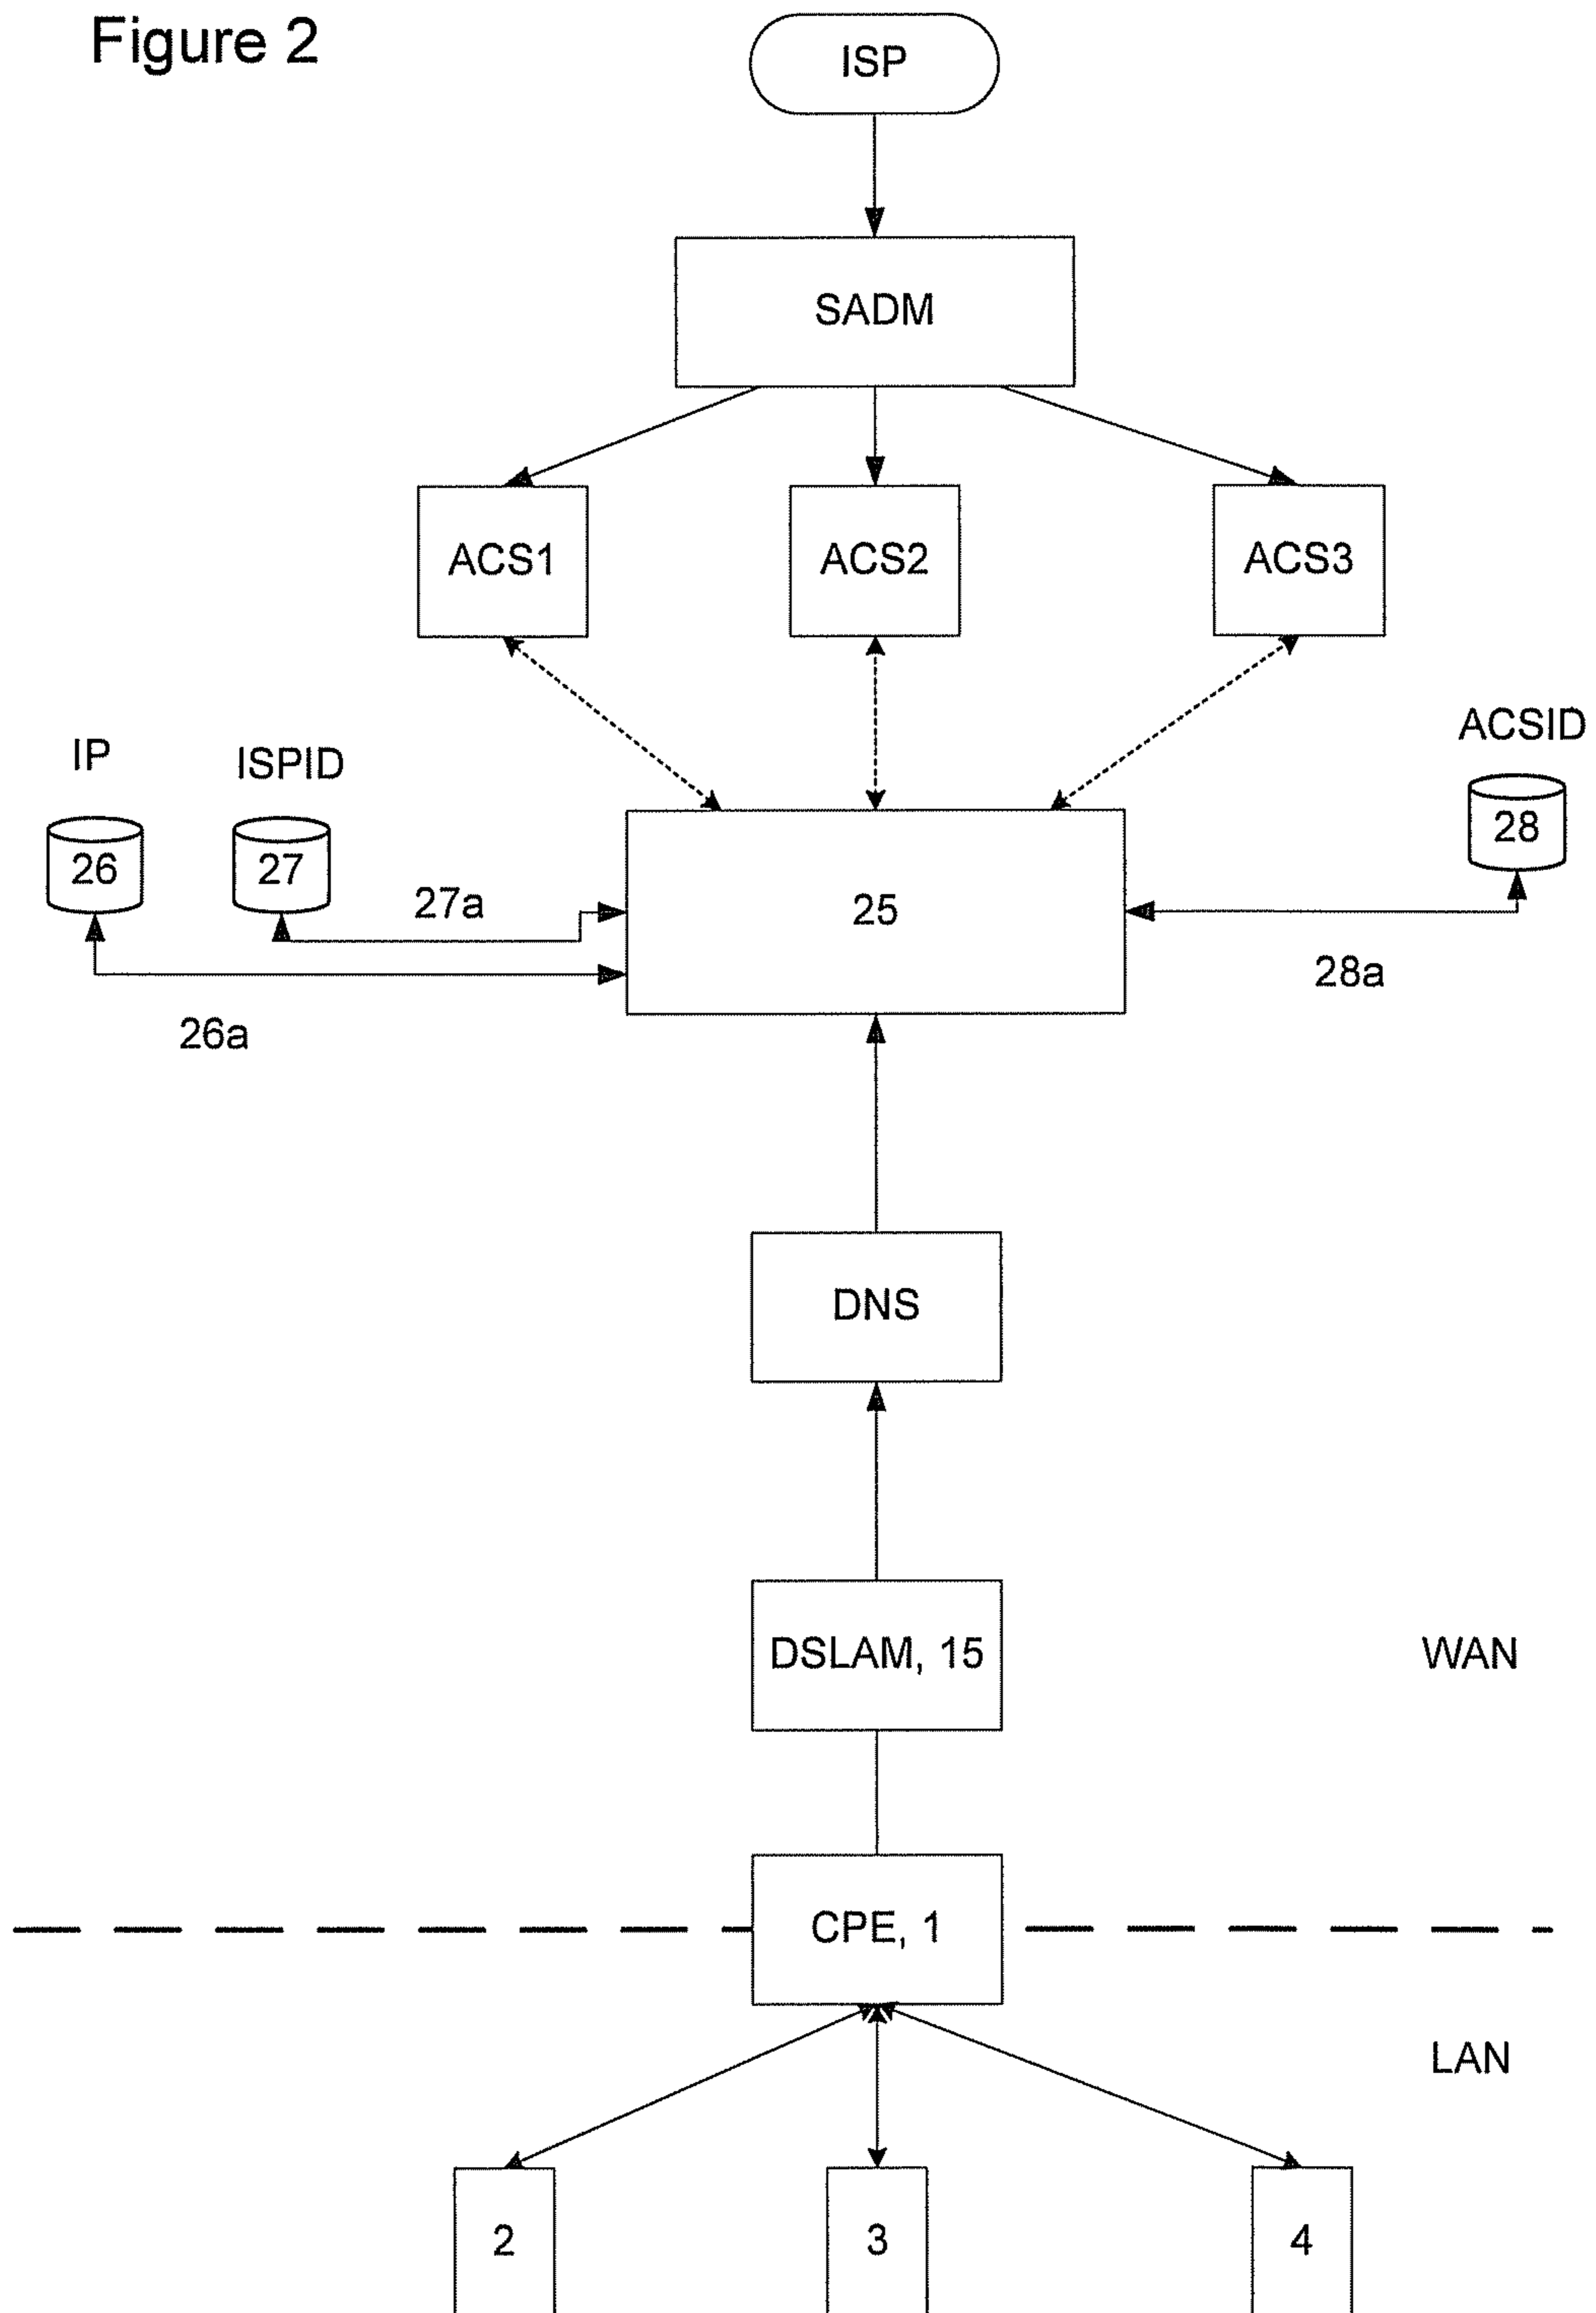 Figure 2
ISP
SADM
ACS1
ACS2
ACS3
IP
ISPID
ACSID
26
27
28
27a
25
28a
26a
DNS
DSLAM, 15
WAN
CPE, 1
LAN
2
3
4